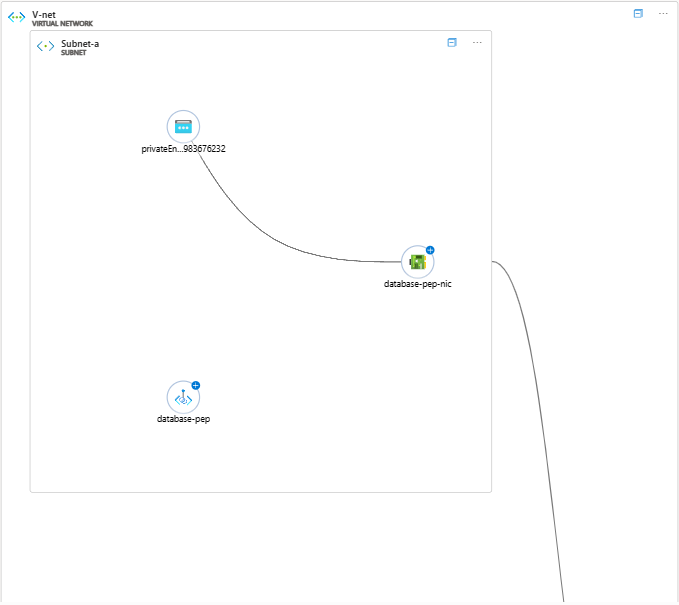 V-net
VIRTUAL NETWORK
Subnet-a
SUBNET
privateEn...983676232
database-pep-nic
database-pep